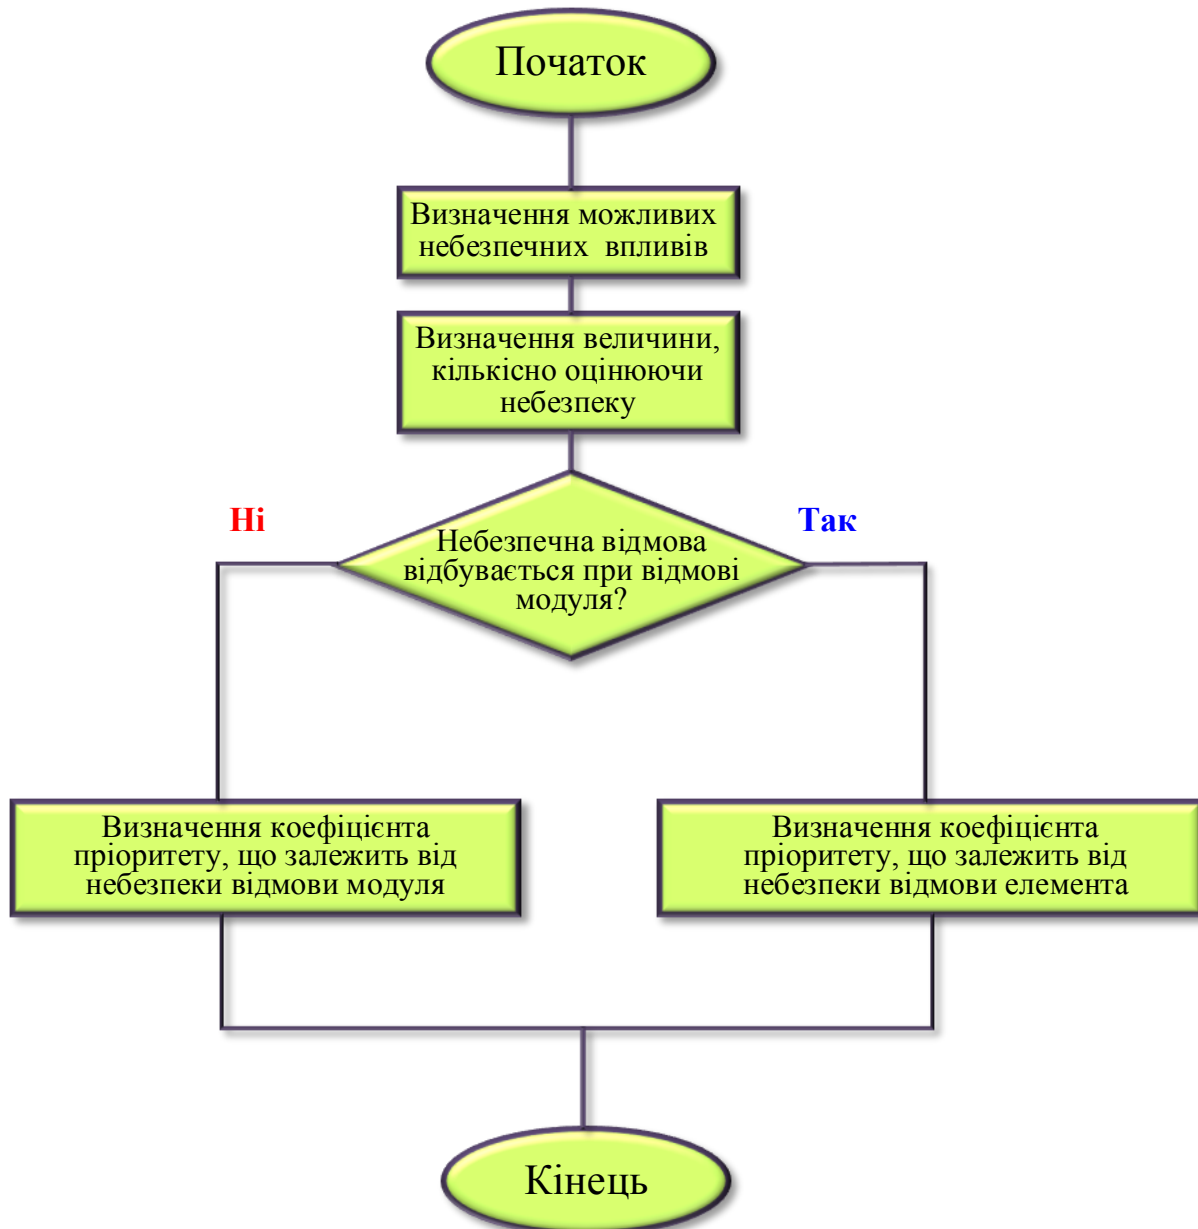 Початок
Визначення можливих
небезпечних впливів
Визначення величини,
кількісно оцінюючи
небезпеку
Ні
Так
Небезпечна відмова
відбувається при відмові
модуля?
Визначення коефіцієнта
пріоритету, що залежить від
небезпеки відмови модуля
Визначення коефіцієнта
пріоритету, що залежить від
небезпеки відмови елемента
Кінець